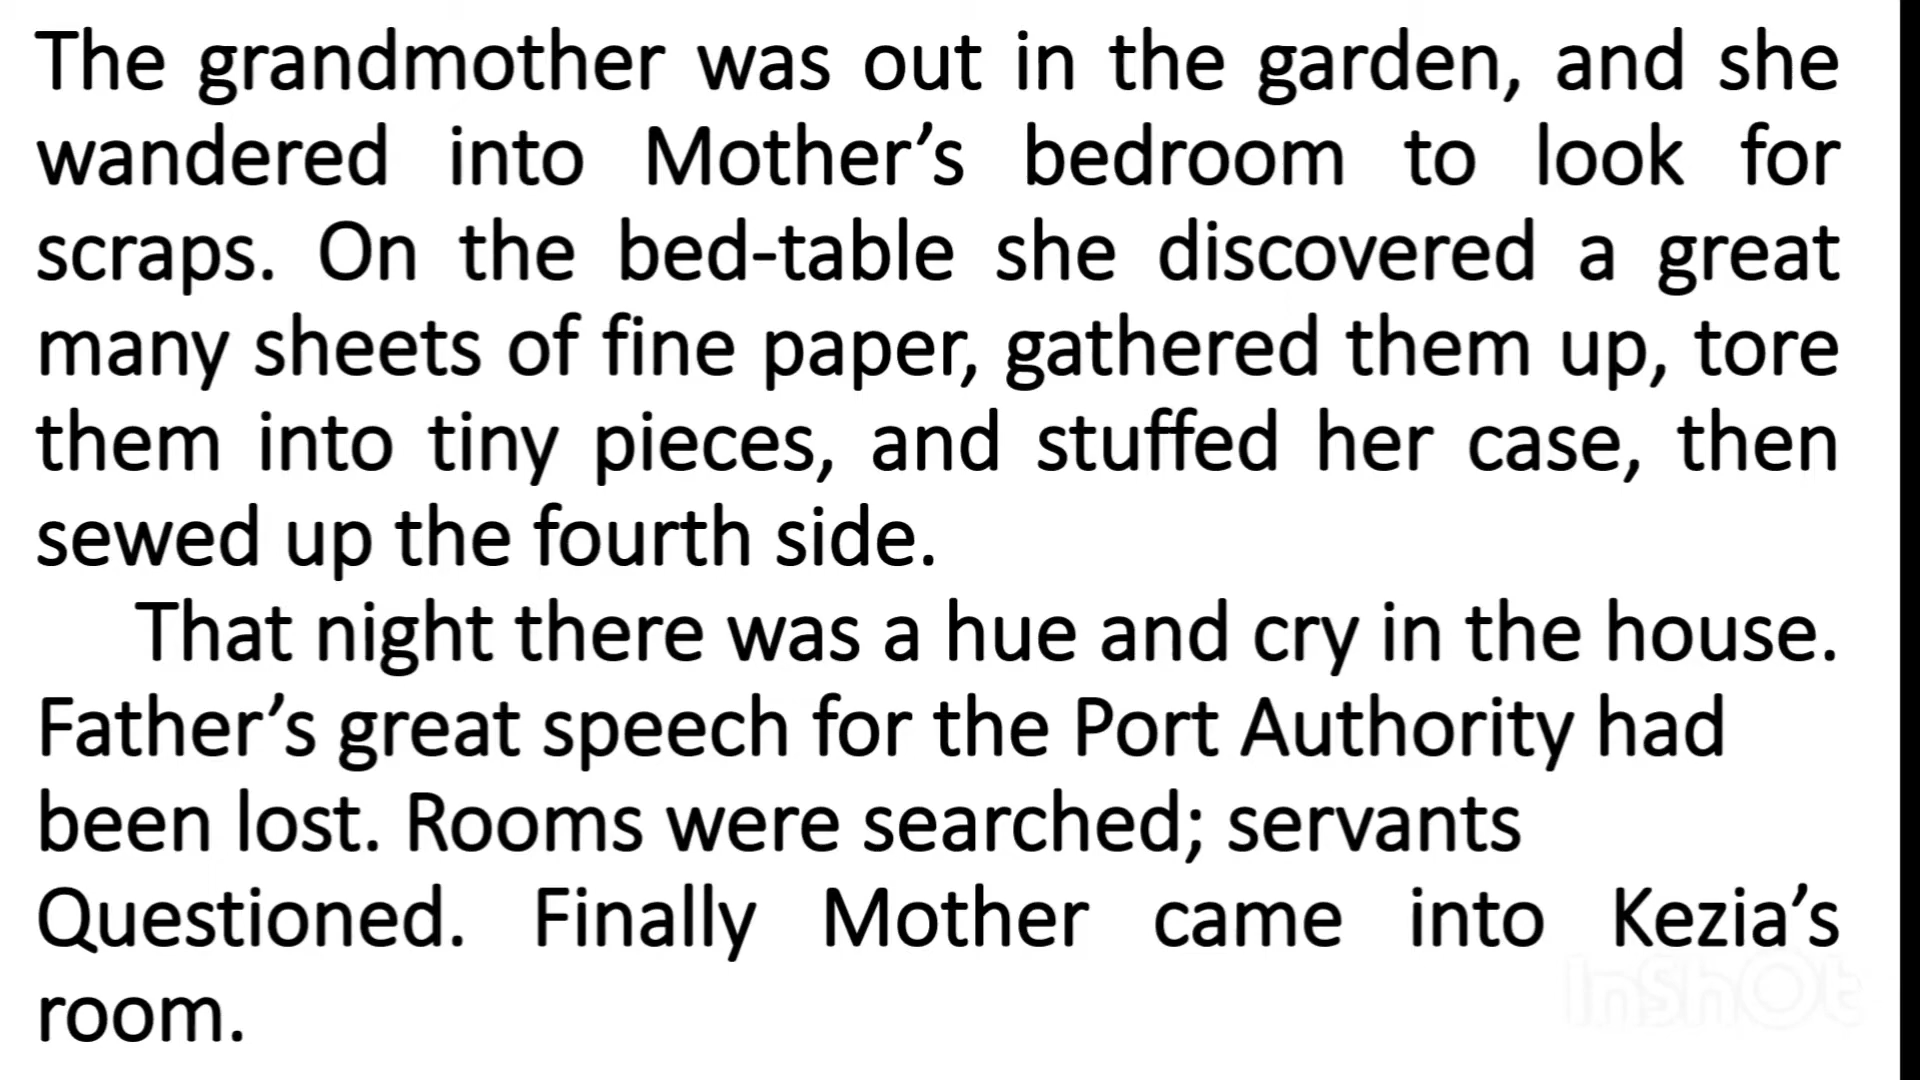 The grandmother was out in the garden, and she
wandered into Mother’s bedroom to look for
scraps. On the bed-table she discovered a great
many sheets of fine paper, gathered them up, tore
them into tiny pieces, and stuffed her case, then
sewed up the fourth side.
That night there was a hue and cry in the house.
Father’s great speech for the Port Authority had
been lost. Rooms were searched; servants
Questioned. Finally Mother came into Kezia’s
room.
InShOt